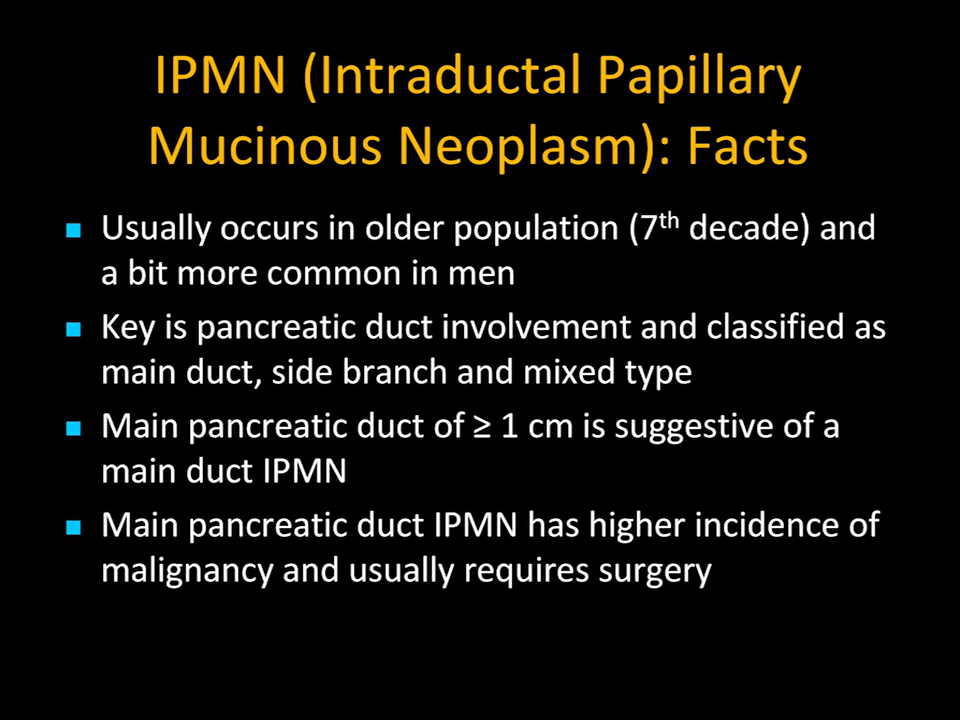 IPMN (Intraductal Papillary
Mucinous Neoplasm): Facts
Usually occurs in older population (7th decade) and
a bit more common in men
Key is pancreatic duct involvement and classified as
main duct, side branch and mixed type
Main pancreatic duct of ≥ 1 cm is suggestive of a
main duct IPMN
Main pancreatic duct IPMN has higher incidence of
malignancy and usually requires surgery